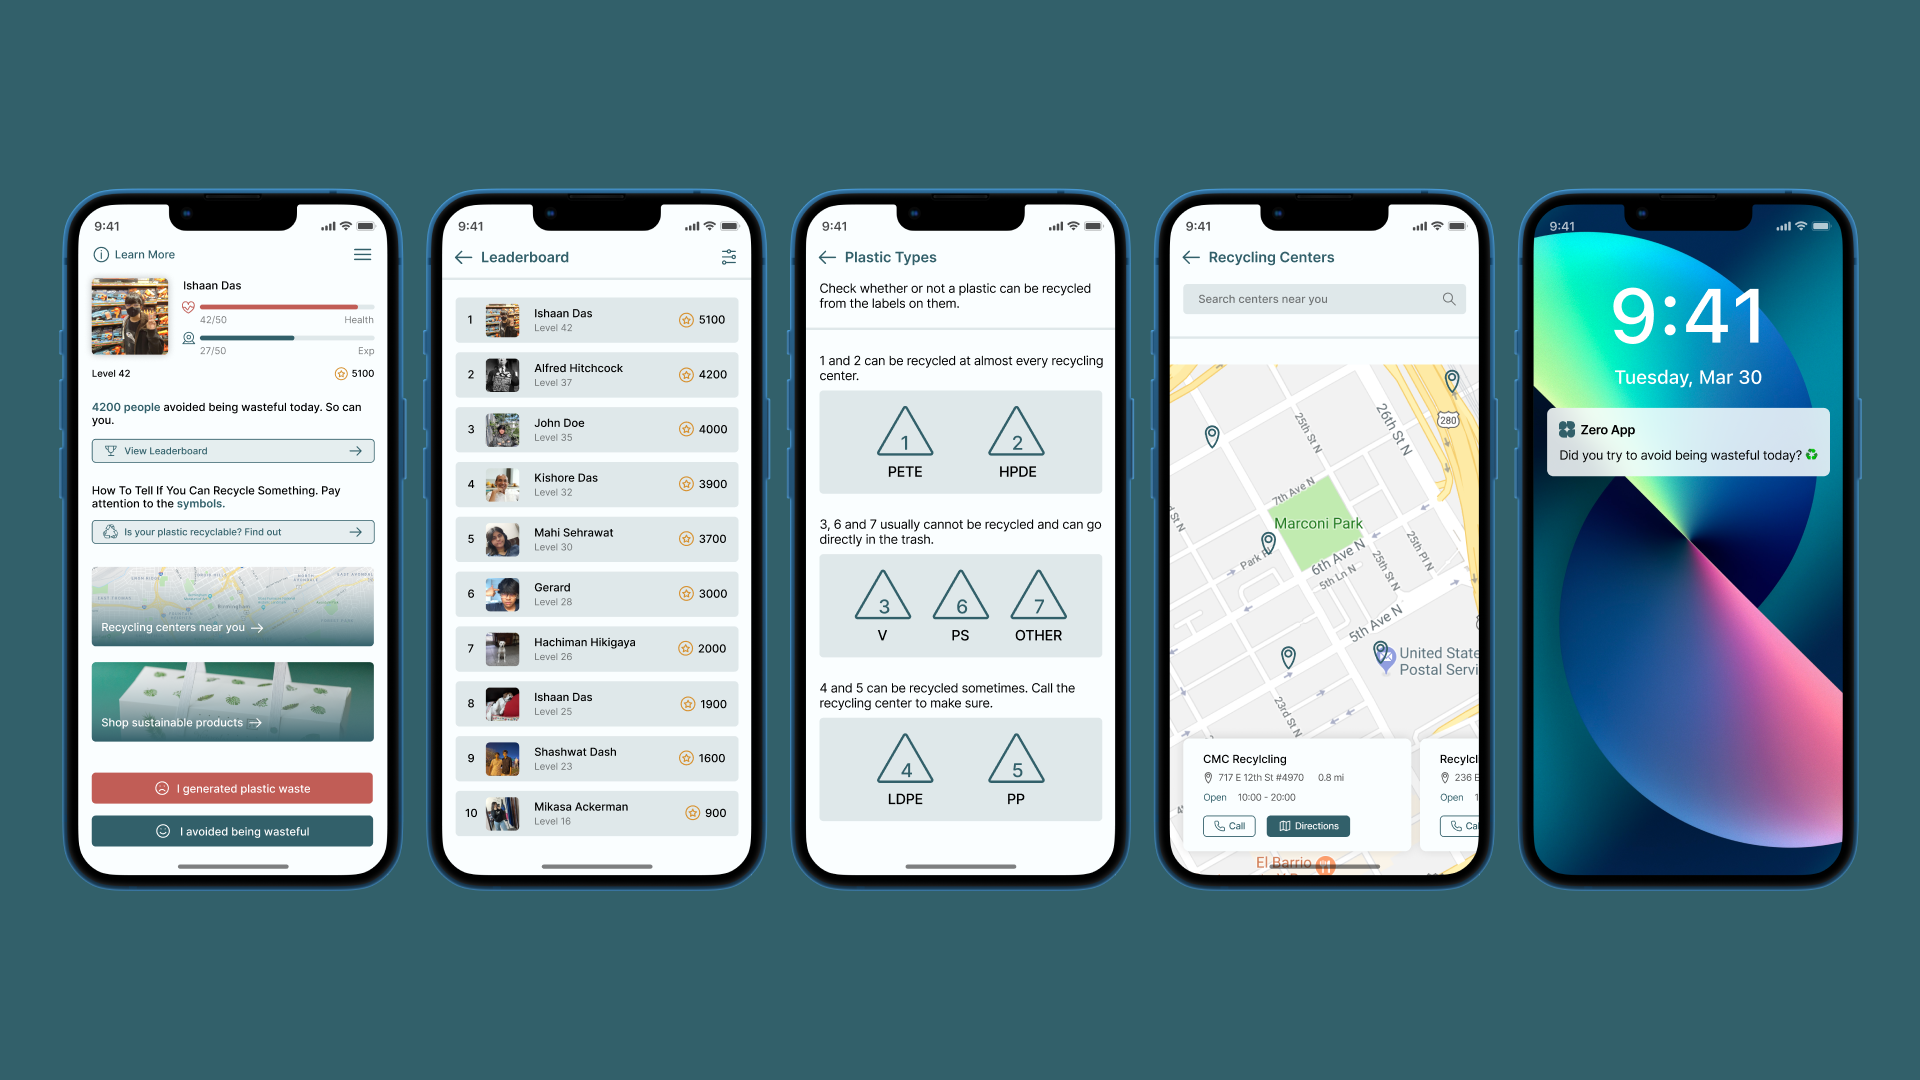 9:41
Learn More
Ishaan Das
42/50 Health
27/50 Exp
Level 42 5100
4200 people avoided being wasteful today. So can
you.
View Leaderboard
How To Tell If You Can Recycle Something. Pay
attention to the symbols.
Is your plastic recyclable? Find out
Recycling centers near you
Shop sustainable products
I generated plastic waste
I avoided being wasteful
9:41
Leaderboard
1 Ishaan Das 5100
Level 42
2 Alfred Hitchcock 4200
Level 37
3 John Doe 4000
Level 35
4 Kishore Das 3900
Level 32
5 Mahi Sehrawat 3700
Level 30
6 Gerard 3000
Level 28
7 Hachiman Hikigaya 2000
Level 26
8 Ishaan Das 1900
Level 25
9 Shashwat Dash 1600
Level 23
10 Mikasa Ackerman 900
Level 16
9:41
Plastic Types
Check whether or not a plastic can be recycled
from the labels on them.
1 and 2 can be recycled at almost every recycling
center.
1 2
PETE HPDE
3, 6 and 7 usually cannot be recycled and can go
directly in the trash.
3 6 7
V PS OTHER
4 and 5 can be recycled sometimes. Call the
recycling center to make sure.
4 5
LDPE PP
9:41
Recycling Centers
Search centers near you
280
26th St N
25th St N
7th Ave N
Marconi Park
Park
6th Ave N
5th Ln N
25th St N
25th Pl N
5th Ave N
United State
Postal Servi
23rd St N
CMC Recylcling
717 E 12th St #4970 0.8 mi
Open 10:00 - 20:00
Call Directions
Recylcl
236 E
Open 1
Cal
El Barrio
9:41
9:41
Tuesday, Mar 30
Zero App
Did you try to avoid being wasteful today? ♻